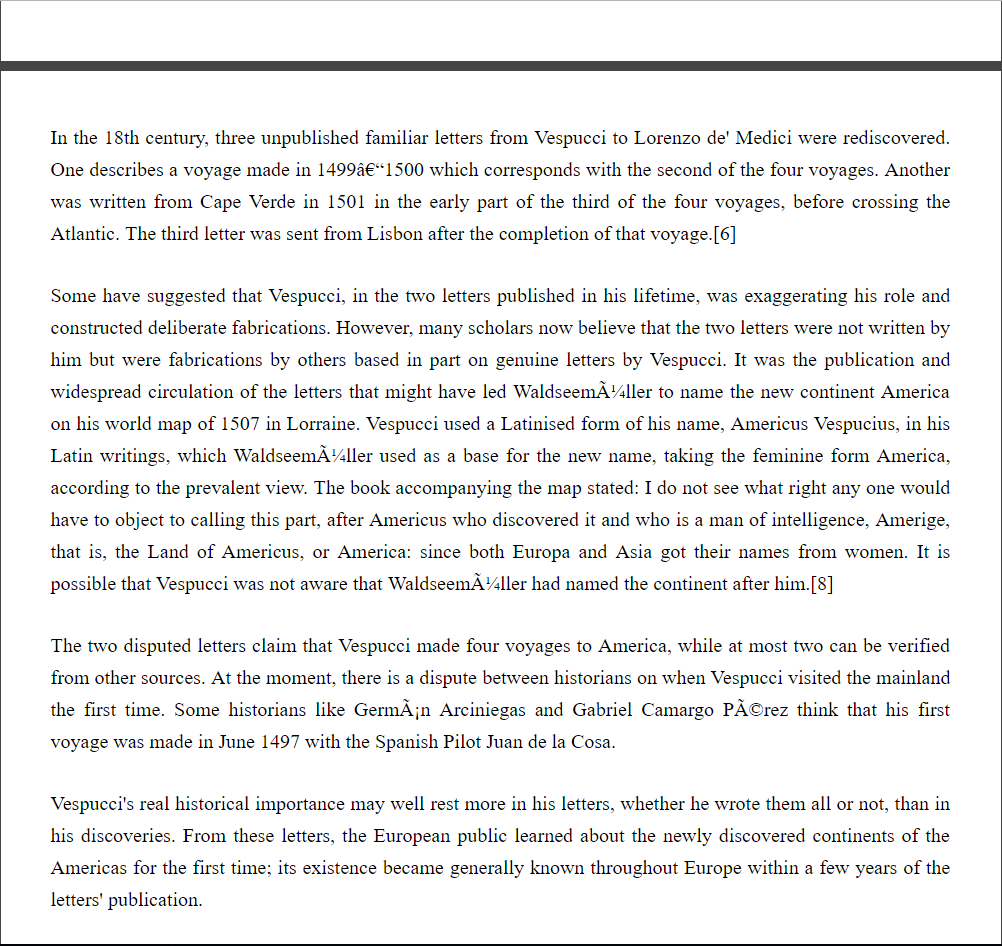 In the 18th century, three unpublished familiar letters from Vespucci to Lorenzo de' Medici were rediscovered.
One describes a voyage made in 1499â€“1500 which corresponds with the second of the four voyages. Another
was written from Cape Verde in 1501 in the early part of the third of the four voyages, before crossing the
Atlantic. The third letter was sent from Lisbon after the completion of that voyage.[6]
Some have suggested that Vespucci, in the two letters published in his lifetime, was exaggerating his role and
constructed deliberate fabrications. However, many scholars now believe that the two letters were not written by
him but were fabrications by others based in part on genuine letters by Vespucci. It was the publication and
widespread circulation of the letters that might have led WaldseemÃ¼ller to name the new continent America
on his world map of 1507 in Lorraine. Vespucci used a Latinised form of his name, Americus Vespucius, in his
Latin writings, which WaldseemÃ¼ller used as a base for the new name, taking the feminine form America,
according to the prevalent view. The book accompanying the map stated: I do not see what right any one would
have to object to calling this part, after Americus who discovered it and who is a man of intelligence, Amerige,
that is, the Land of Americus, or America: since both Europa and Asia got their names from women. It is
possible that Vespucci was not aware that WaldseemÃ¼ller had named the continent after him.[8]
The two disputed letters claim that Vespucci made four voyages to America, while at most two can be verified
from other sources. At the moment, there is a dispute between historians on when Vespucci visited the mainland
the first time. Some historians like GermÃ¡n Arciniegas and Gabriel Camargo PÃ©rez think that his first
voyage was made in June 1497 with the Spanish Pilot Juan de la Cosa.
Vespucci's real historical importance may well rest more in his letters, whether he wrote them all or not, than in
his discoveries. From these letters, the European public learned about the newly discovered continents of the
Americas for the first time; its existence became generally known throughout Europe within a few years of the
letters' publication.